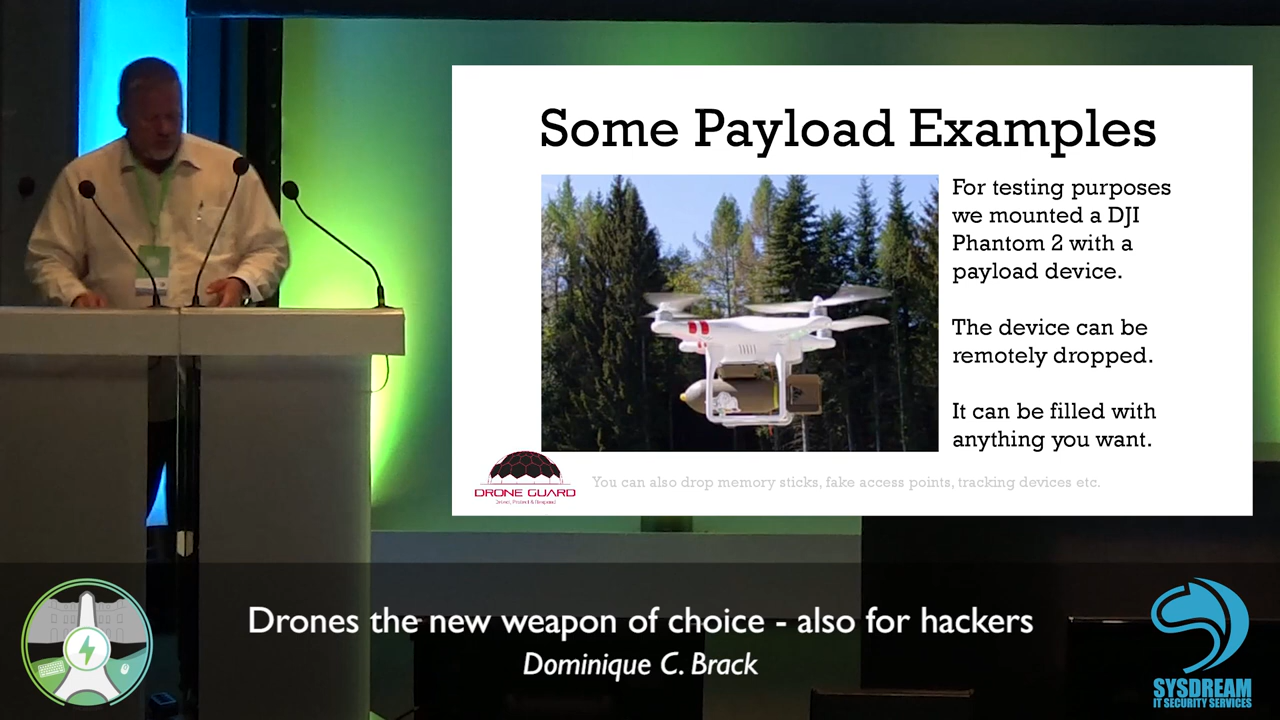 Some Payload Examples
For testing purposes
we mounted a DJI
Phantom 2 with a
payload device.
The device can be
remotely dropped.
It can be filled with
anything you want.
DRONE GUARD
Detect, Protect & Respond
You can also drop memory sticks, fake access points, tracking devices etc.
Drones the new weapon of choice - also for hackers
Dominique C. Brack
SYSDREAM
IT SECURITY SERVICES